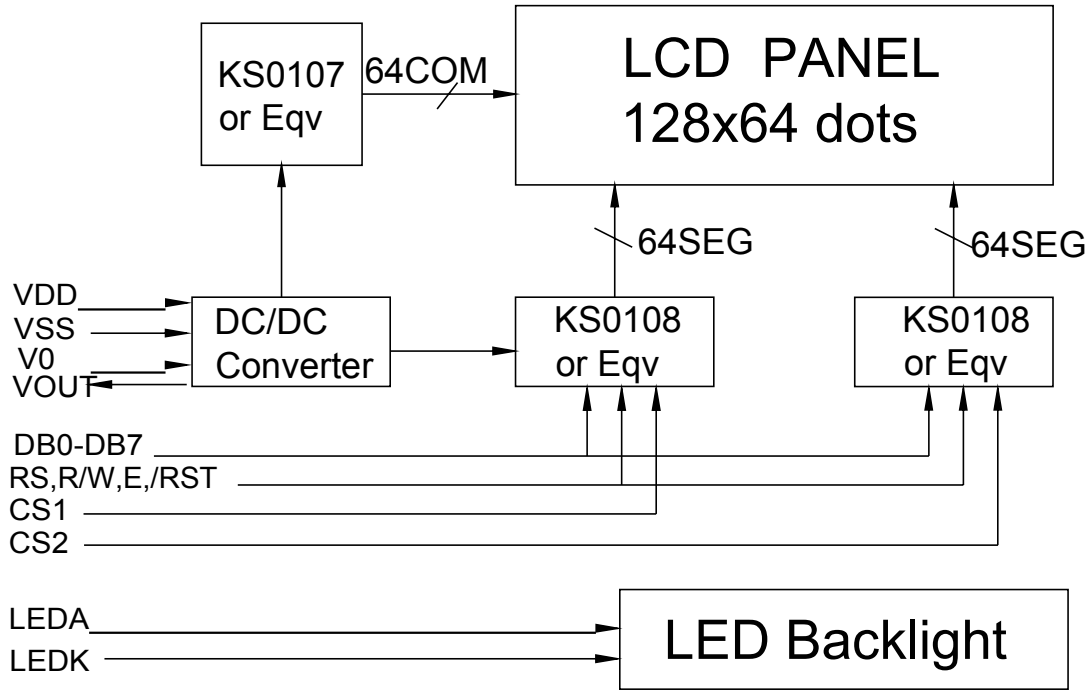 KS0107
or Eqv
64COM
LCD PANEL
128x64 dots
64SEG
64SEG
VDD
VSS
V0
VOUT
DC/DC
Converter
KS0108
or Eqv
KS0108
or Eqv
DB0-DB7
RS,R/W,E,/RST
CS1
CS2
LEDA
LEDK
LED Backlight